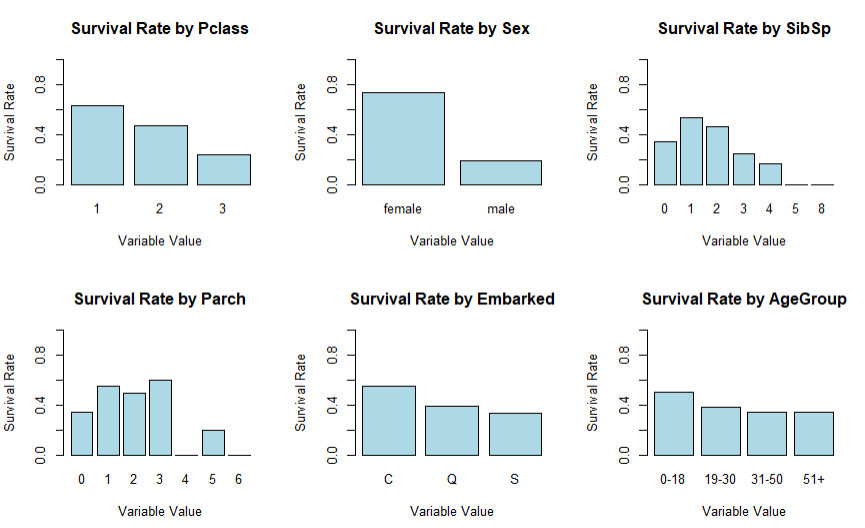 Survival Rate by Pclass
Survival Rate
0.0 0.4 0.8
1 2 3
Variable Value
Survival Rate by Sex
Survival Rate
0.0 0.4 0.8
female male
Variable Value
Survival Rate by SibSp
Survival Rate
0.0 0.4 0.8
0 1 2 3 4 5 8
Variable Value
Survival Rate by Parch
Survival Rate
0.0 0.4 0.8
0 1 2 3 4 5 6
Variable Value
Survival Rate by Embarked
Survival Rate
0.0 0.4 0.8
C Q S
Variable Value
Survival Rate by AgeGroup
Survival Rate
0.0 0.4 0.8
0-18 19-30 31-50 51+
Variable Value